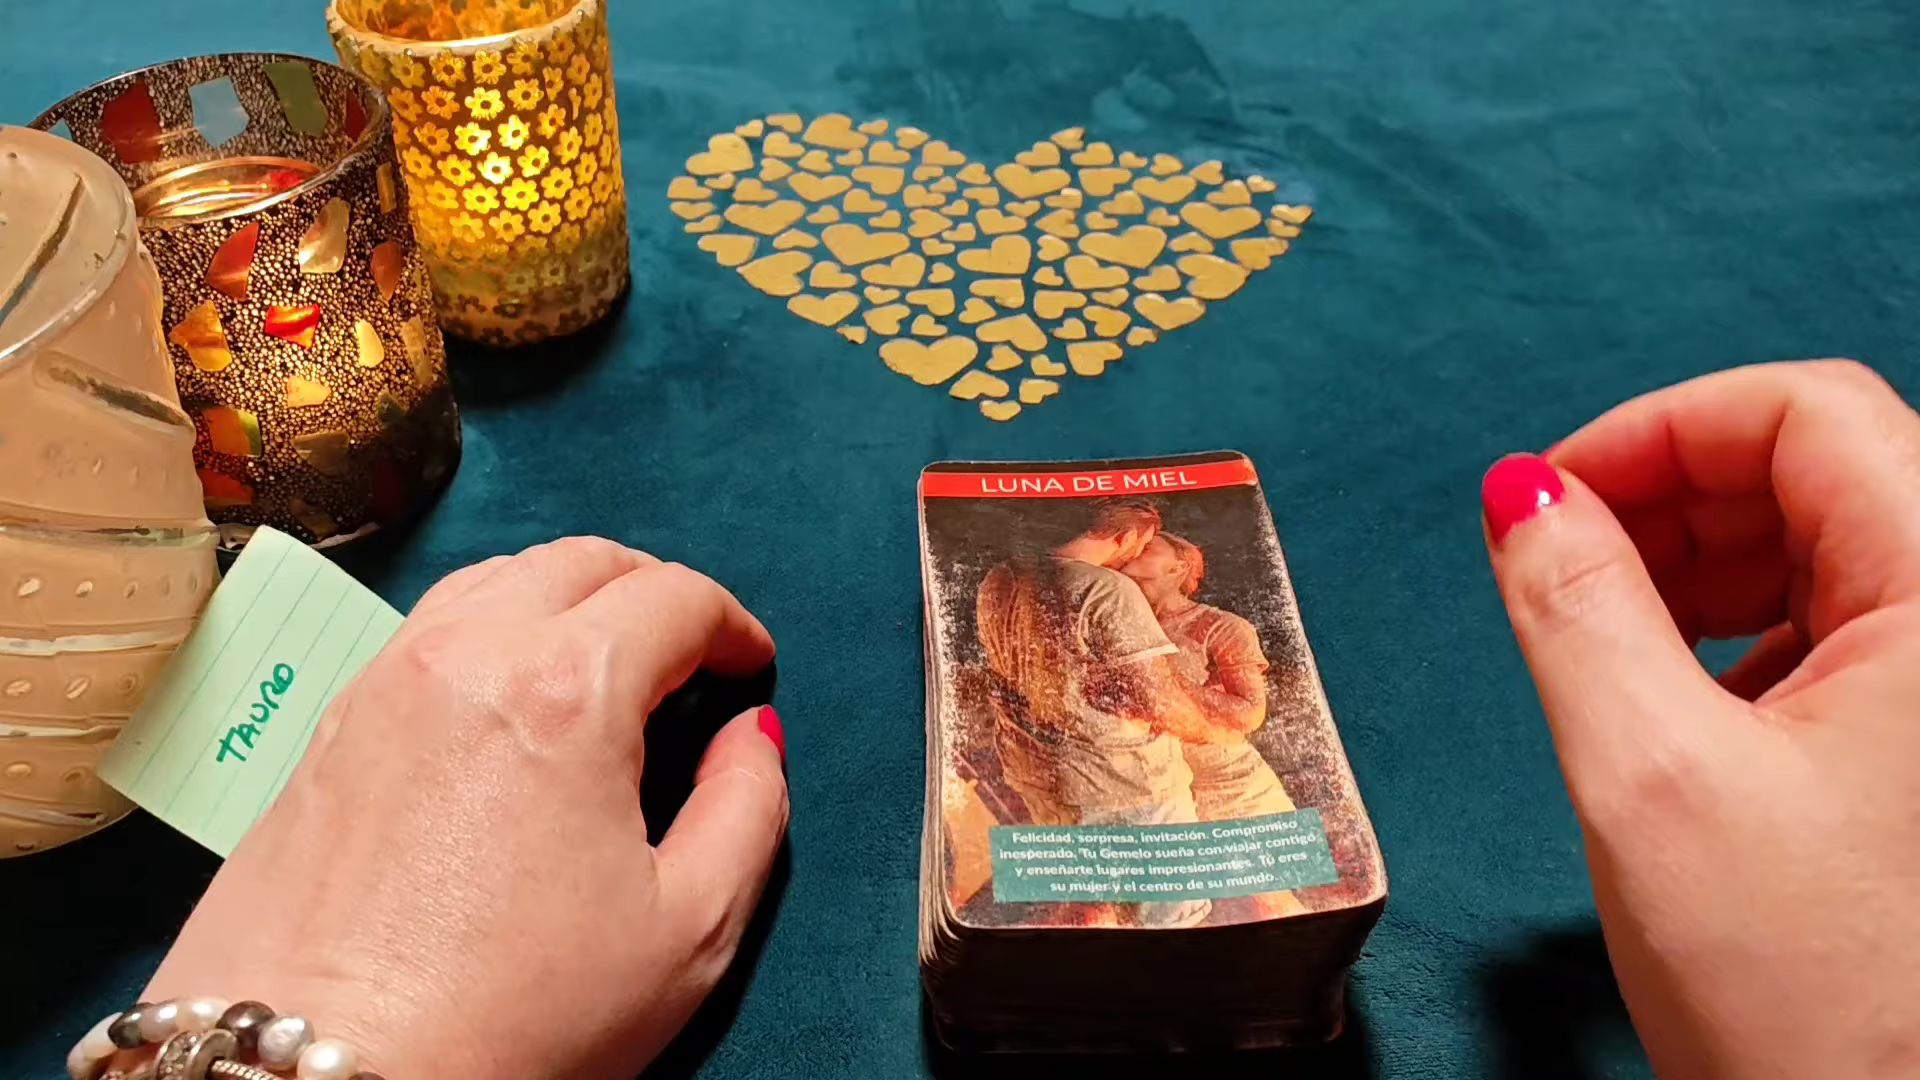 LUNA DE MIEL
TAURO
Felicidad, sorpresa, invitación. Compromiso
inesperado. Tu Gemelo sueña con viajar contigo,
y enseñarte lugares impresionantes. Tú eres
su mujer y el centro de su mundo.